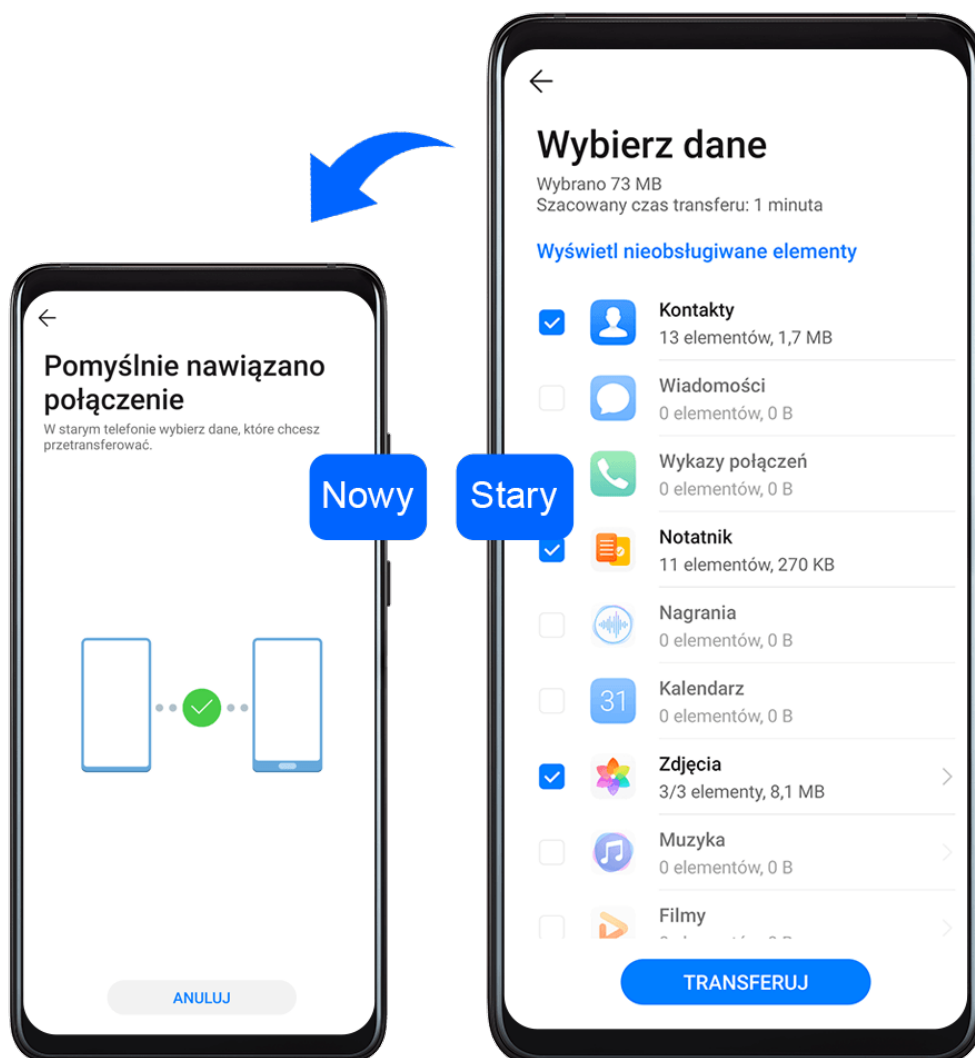 Pomyślnie nawiązano
połączenie
W starym telefonie wybierz dane, które chcesz
przetransferować.
ANULUJ
Nowy
Stary
Wybierz dane
Wybrano 73 MB
Szacowany czas transferu: 1 minuta
Wyświetl nieobsługiwane elementy
Kontakty
13 elementów, 1,7 MB
Wiadomości
0 elementów, 0 B
Wykazy połączeń
0 elementów, 0 B
Notatnik
11 elementów, 270 KB
Nagrania
0 elementów, 0 B
31
Kalendarz
0 elementów, 0 B
Zdjęcia
3/3 elementy, 8,1 MB
Muzyka
0 elementów, 0 B
Filmy
TRANSFERUJ